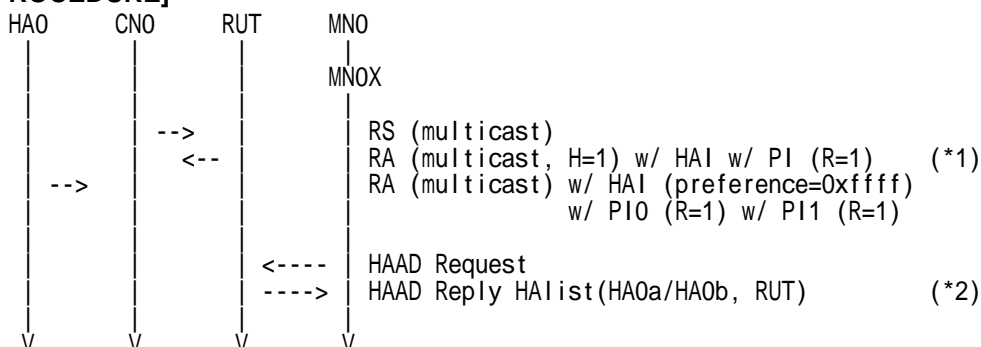 ROCEDURE]
HA0 CN0 RUT MN0
MN0X
--> RS (multicast)
<-- RA (multicast, H=1) w/ HAI w/ PI (R=1) (*1)
--> RA (multicast) w/ HAI (preference=0xffff)
w/ PI0 (R=1) w/ PI1 (R=1)
<---- HAAD Request
----> HAAD Reply HAlist(HA0a/HA0b, RUT) (*2)
V V V V